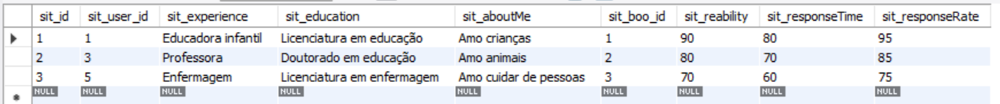 sit_id sit_user_id sit_experience sit_education sit_aboutMe sit_boo_id sit_reability sit_responseTime sit_responseRate
1 1 Educadora infantil Licenciatura em educação Amo crianças 1 90 80 95
2 3 Professora Doutorado em educação Amo animais 2 80 70 85
3 5 Enfermagem Licenciatura em enfermagem Amo cuidar de pessoas 3 70 60 75
NULL NULL NULL NULL NULL NULL NULL NULL NULL